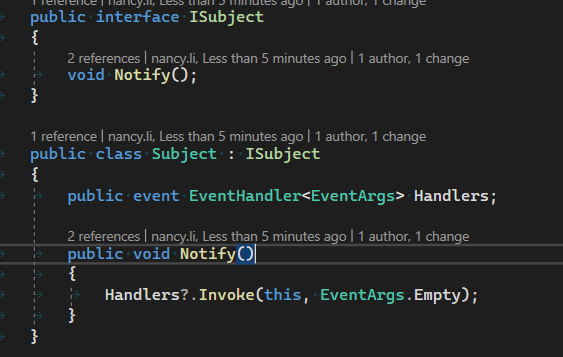 1 reference | nancy.li, Less than 5 minutes ago | 1 author, 1 change
public interface ISubject
{
2 references | nancy.li, Less than 5 minutes ago | 1 author, 1 change
void Notify();
}
1 reference | nancy.li, Less than 5 minutes ago | 1 author, 1 change
public class Subject : ISubject
{
public event EventHandler<EventArgs> Handlers;
2 references | nancy.li, Less than 5 minutes ago | 1 author, 1 change
public void Notify()
{
Handlers?.Invoke(this, EventArgs.Empty);
}
}